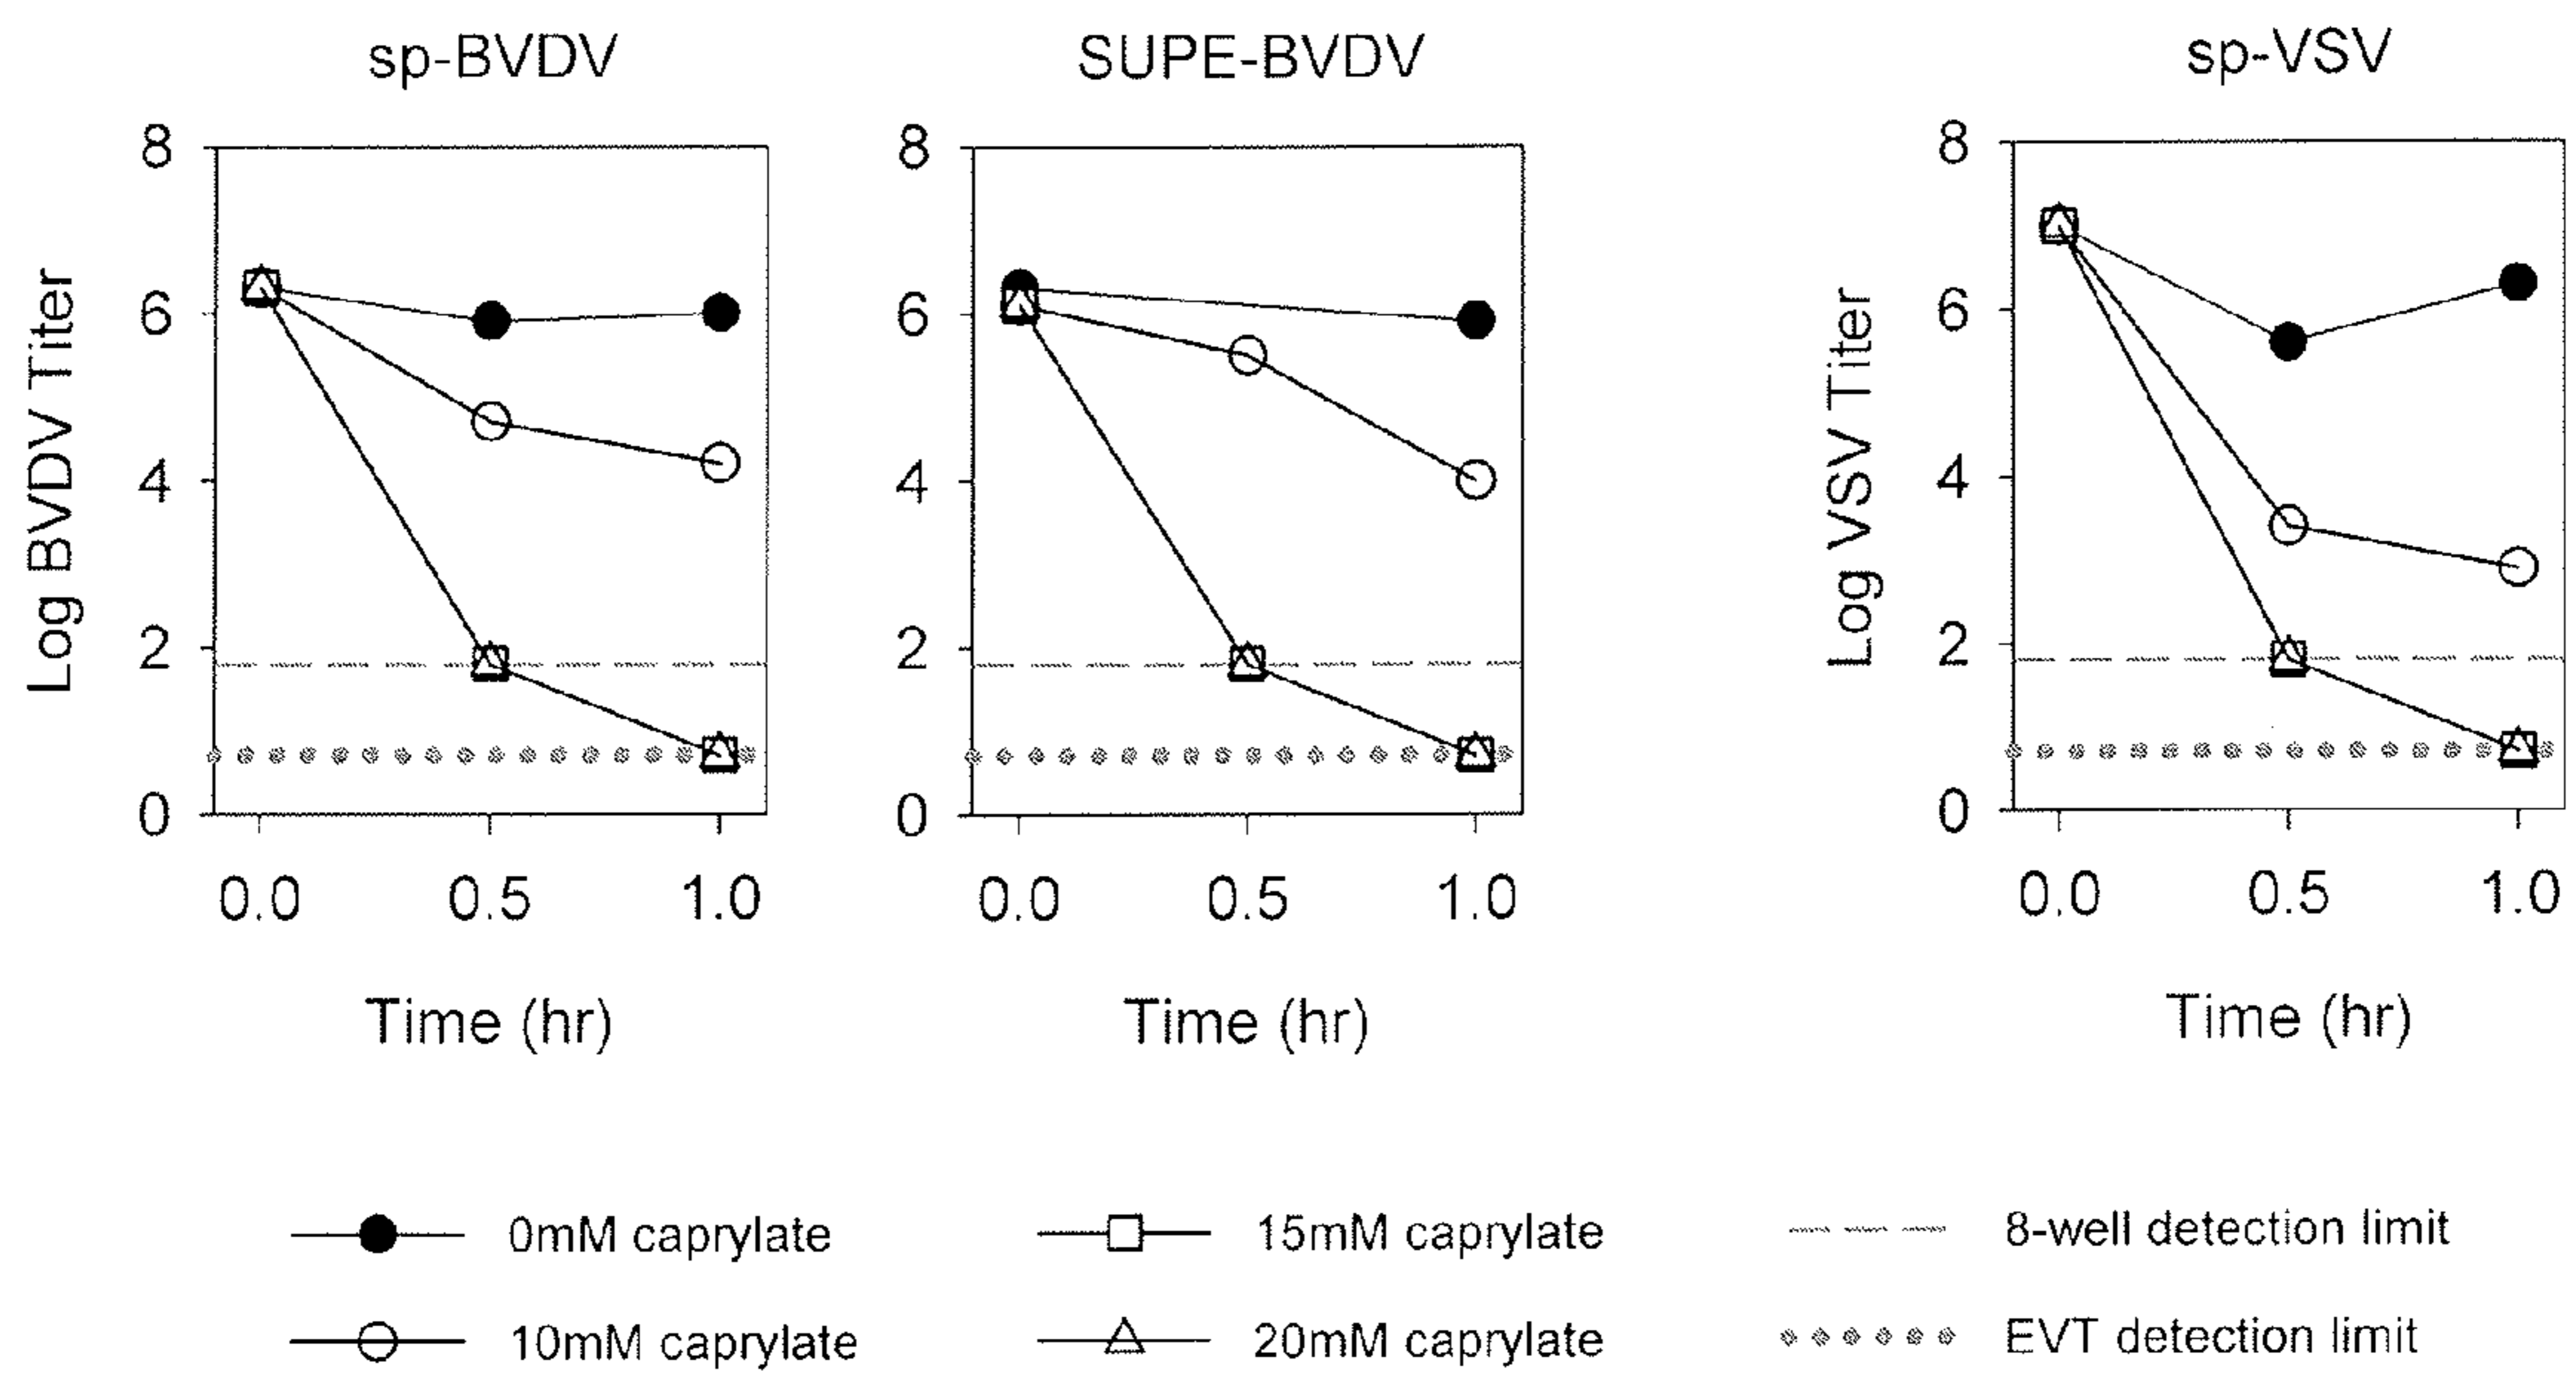 sp-BVDV
SUPE-BVDV
sp-VSV
Log BVDV Titer
8
6
4
2
0
0.0 0.5 1.0
Time (hr)
8
6
4
2
0
0.0 0.5 1.0
Time (hr)
Log VSV Titer
8
6
4
2
0
0.0 0.5 1.0
Time (hr)
0mM caprylate
10mM caprylate
15mM caprylate
20mM caprylate
8-well detection limit
EVT detection limit